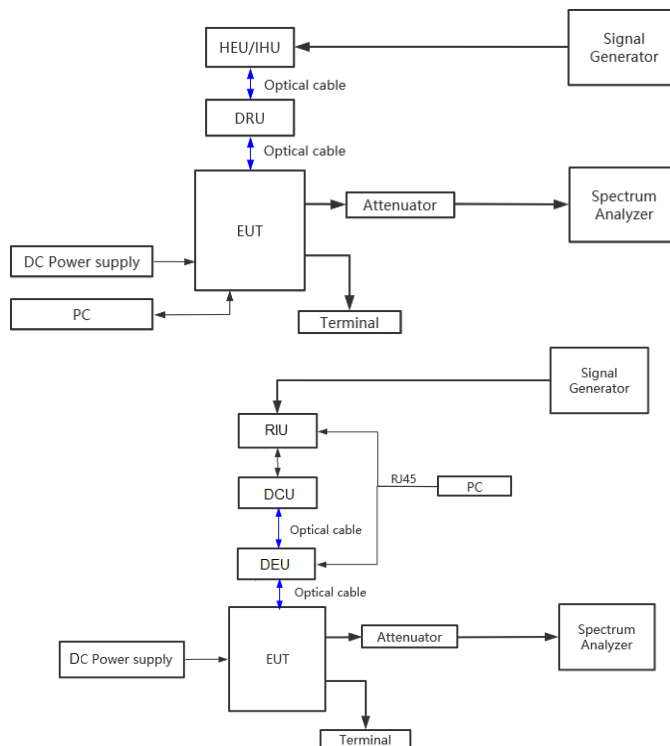 HEU/IHU
Signal
Generator
Optical cable
DRU
Optical cable
EUT
Attenuator
Spectrum
Analyzer
DC Power supply
PC
Terminal
Signal
Generator
RIU
RJ45
PC
DCU
Optical cable
DEU
Optical cable
EUT
Attenuator
Spectrum
Analyzer
DC Power supply
Terminal